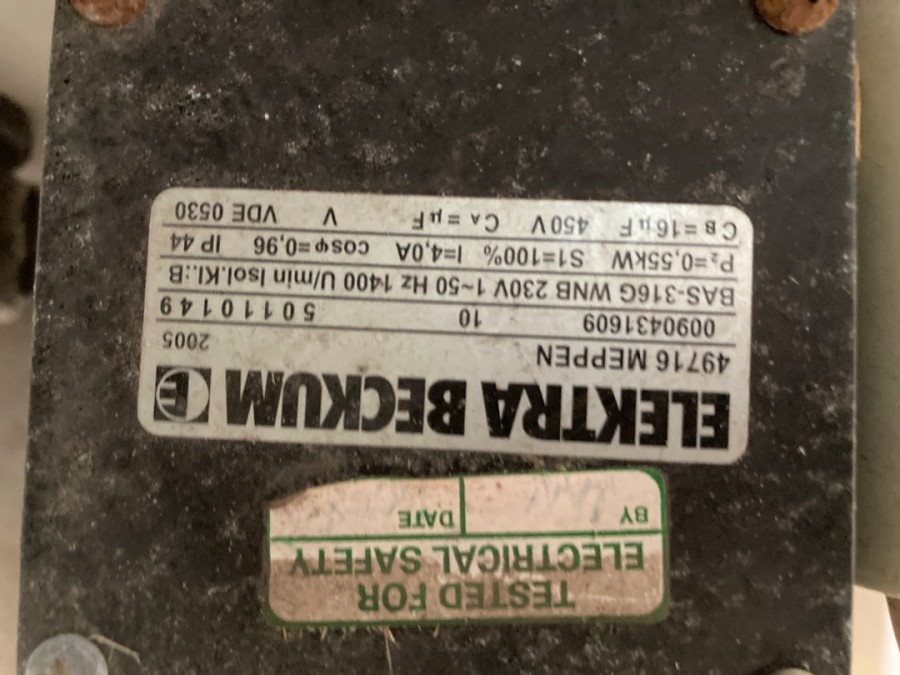 TESTED FOR
ELECTRICAL SAFETY
BY DATE
ELEKTRA BECKUM E
49716 MEPPEN 2005
0090431609 10 50110149
BAS-316G WNB 230V 1~50 Hz 1400 U/min Isol.Kl.:B
P₂=0,55kW S1=100% I=4,0A cosφ=0,96 IP 44
CB=16µF 450V CA=µF V VDE 0530